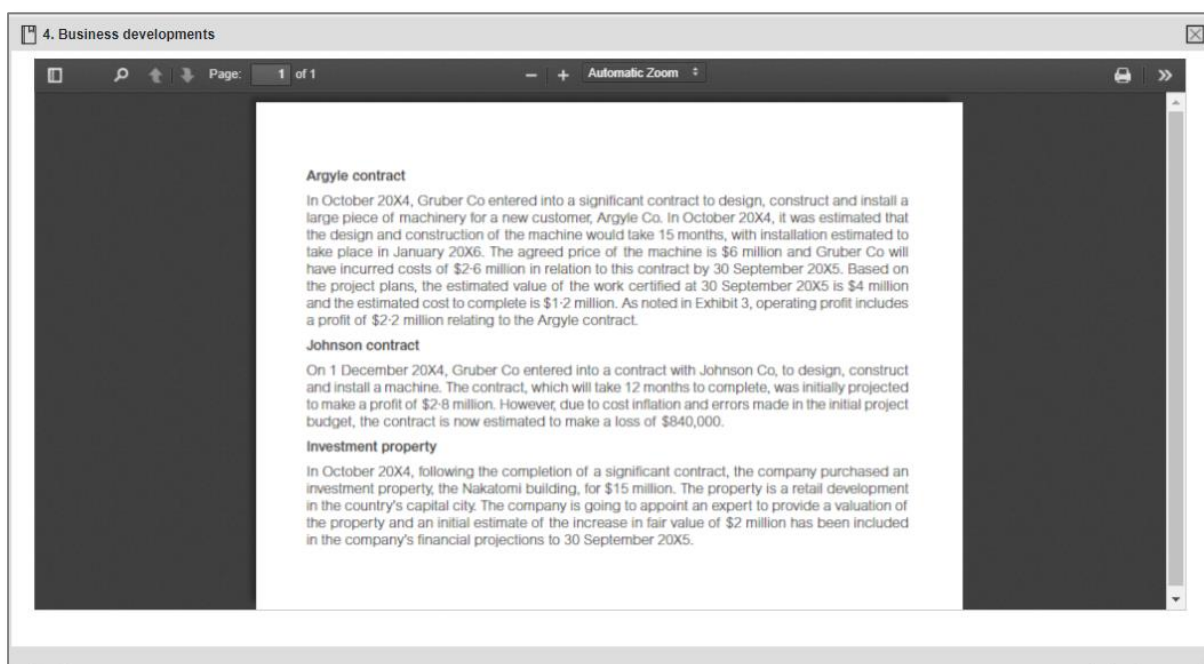 4. Business developments
Page: 1 of 1 Automatic Zoom
Argyle contract
In October 20X4, Gruber Co entered into a significant contract to design, construct and install a
large piece of machinery for a new customer, Argyle Co. In October 20X4, it was estimated that
the design and construction of the machine would take 15 months, with installation estimated to
take place in January 20X6. The agreed price of the machine is $6 million and Gruber Co will
have incurred costs of $2·6 million in relation to this contract by 30 September 20X5. Based on
the project plans, the estimated value of the work certified at 30 September 20X5 is $4 million
and the estimated cost to complete is $1·2 million. As noted in Exhibit 3, operating profit includes
a profit of $2·2 million relating to the Argyle contract.
Johnson contract
On 1 December 20X4, Gruber Co entered into a contract with Johnson Co, to design, construct
and install a machine. The contract, which will take 12 months to complete, was initially projected
to make a profit of $2·8 million. However, due to cost inflation and errors made in the initial project
budget, the contract is now estimated to make a loss of $840,000.
Investment property
In October 20X4, following the completion of a significant contract, the company purchased an
investment property, the Nakatomi building, for $15 million. The property is a retail development
in the country's capital city. The company is going to appoint an expert to provide a valuation of
the property and an initial estimate of the increase in fair value of $2 million has been included
in the company's financial projections to 30 September 20X5.